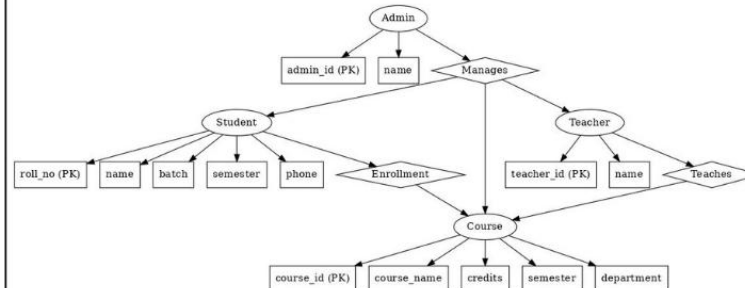 Admin
admin_id (PK) name Manages
Student Teacher
roll_no (PK) name batch semester phone Enrollment teacher_id (PK) name Teaches
Course
course_id (PK) course_name credits semester department